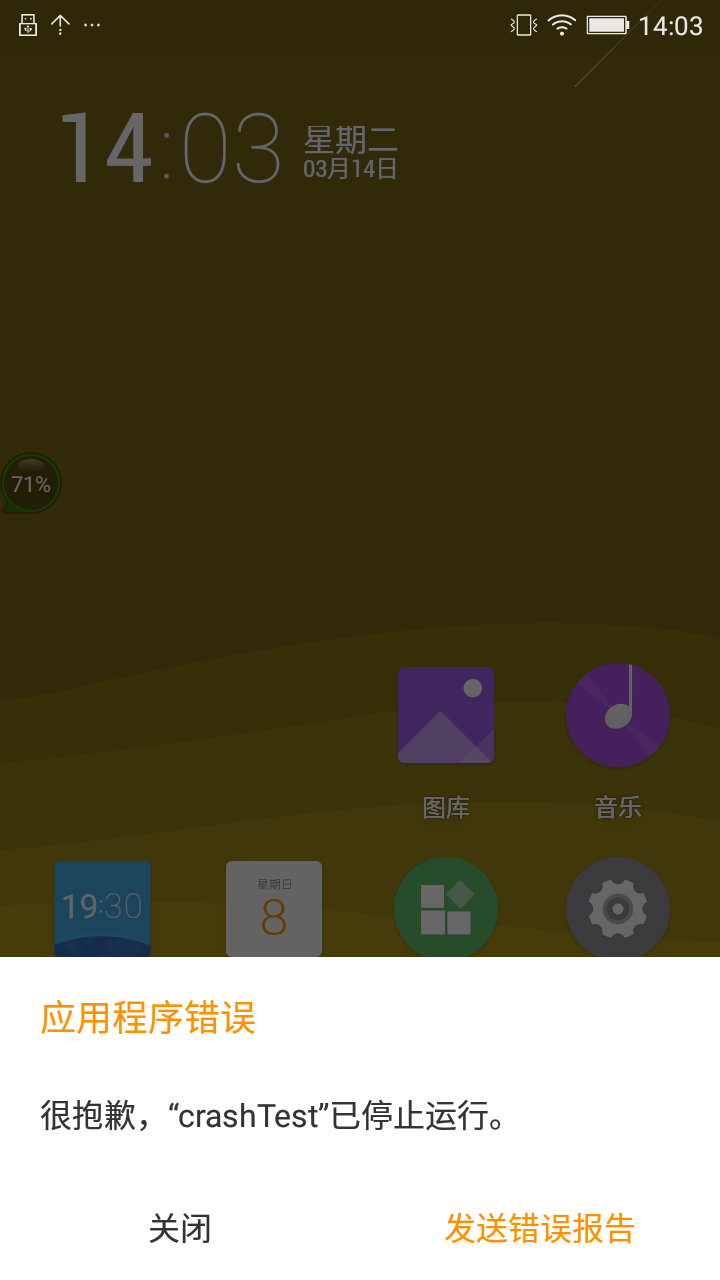 14:03
14:03
星期二
03月14日
71%
图库
音乐
19:30
星期日
8
应用程序错误
很抱歉，“crashTest”已停止运行。
关闭
发送错误报告